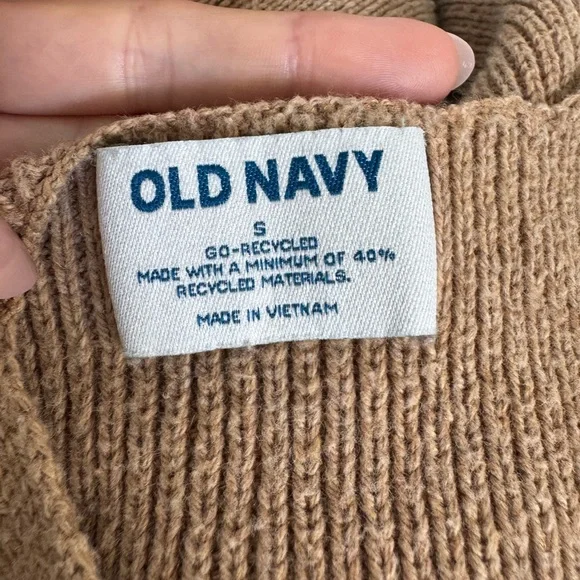 OLD NAVY
S
GO-RECYCLED
MADE WITH A MINIMUM OF 40%
RECYCLED MATERIALS.
MADE IN VIETNAM